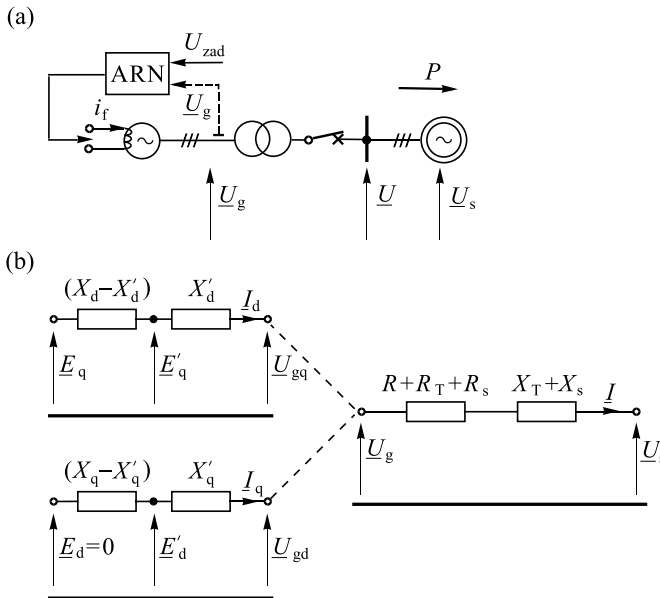 (a)
U_zad
ARN
P
U_g
i_f
~
~
U_g
U
U_s
(b)
(X_d−X′_d) X′_d I_d
E_q E′_q U_gq
R+R_T+R_s X_T+X_s I
U_g
(X_q−X′_q) X′_q I_q
E_d=0 E′_d U_gd